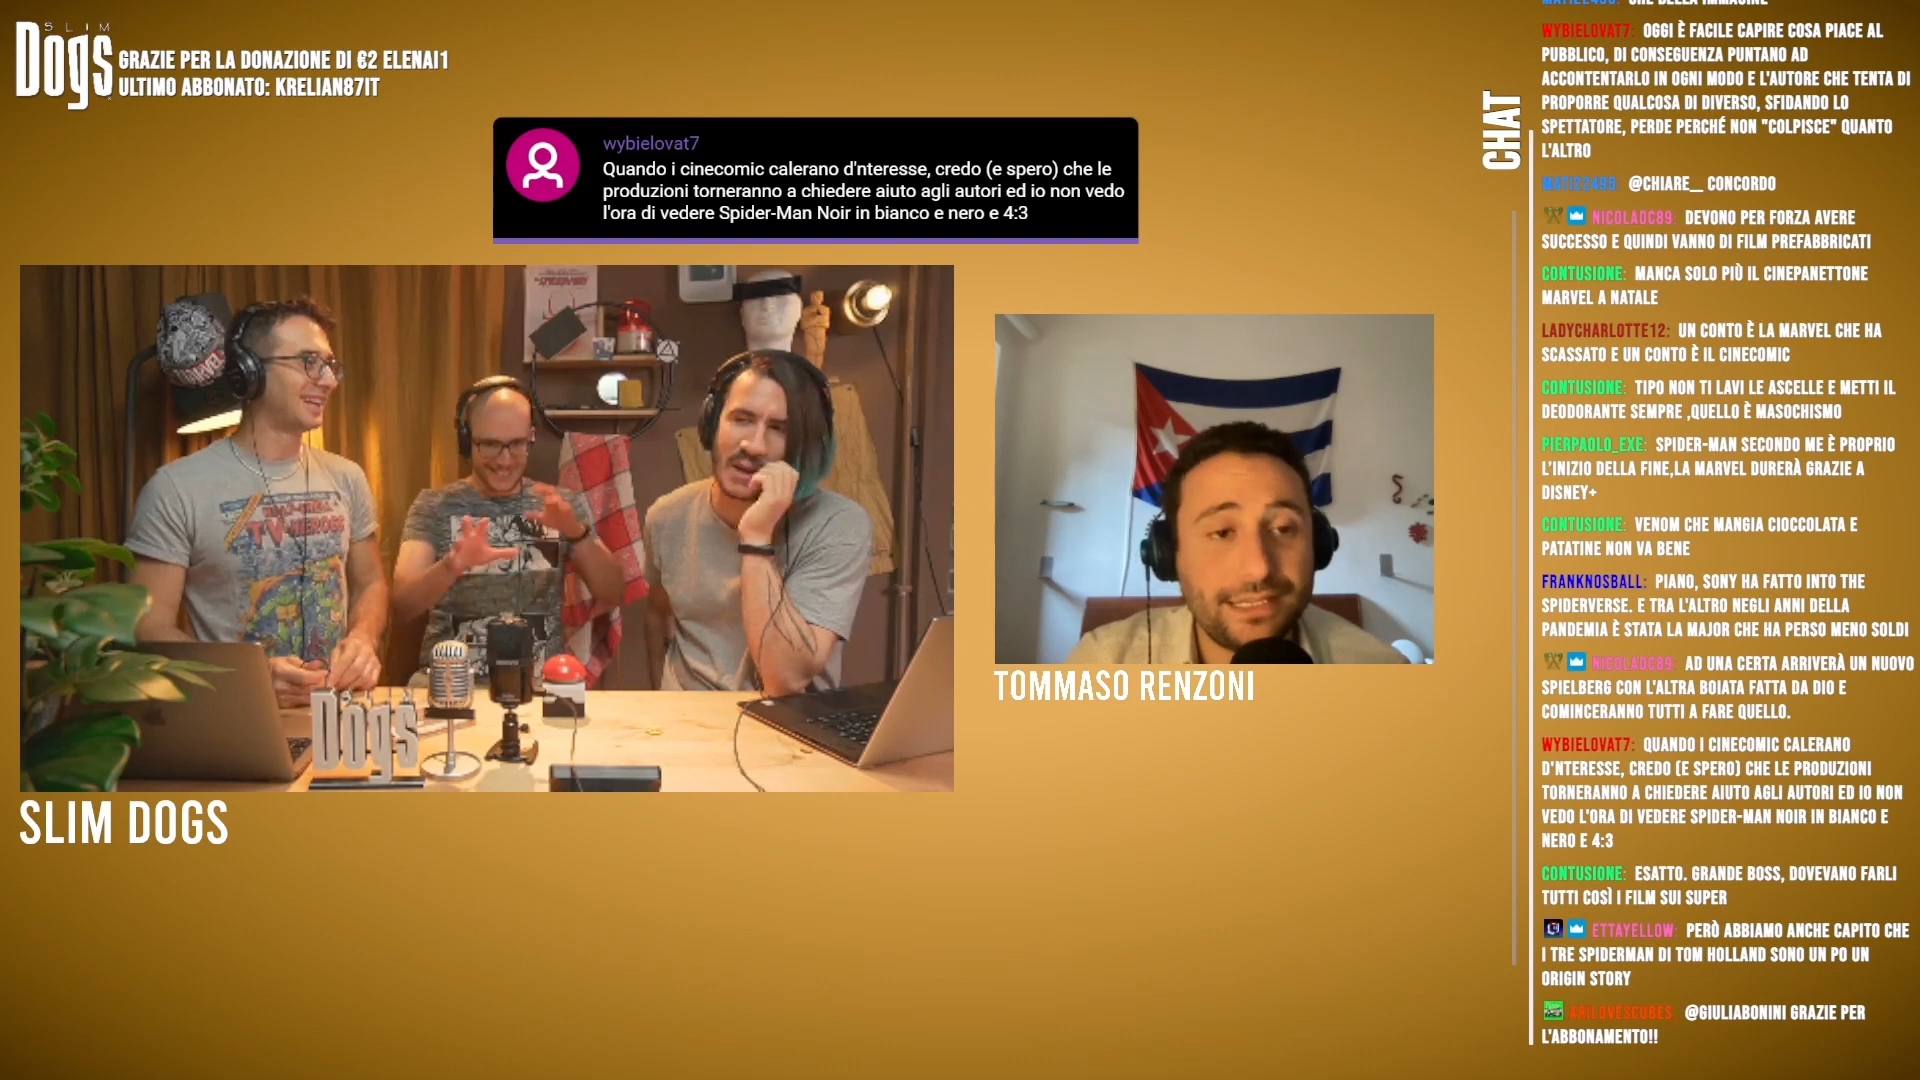 SLIM
Dogs
GRAZIE PER LA DONAZIONE DI €2 ELENAI1
ULTIMO ABBONATO: KRELIAN87IT
wybielovat7
Quando i cinecomic calerano d'nteresse, credo (e spero) che le
produzioni torneranno a chiedere aiuto agli autori ed io non vedo
l'ora di vedere Spider-Man Noir in bianco e nero e 4:3
TV HEROES
Dogs
SLIM DOGS
TOMMASO RENZONI
CHAT
WYBIELOVAT7: OGGI È FACILE CAPIRE COSA PIACE AL
PUBBLICO, DI CONSEGUENZA PUNTANO AD
ACCONTENTARLO IN OGNI MODO E L'AUTORE CHE TENTA DI
PROPORRE QUALCOSA DI DIVERSO, SFIDANDO LO
SPETTATORE, PERDE PERCHÉ NON "COLPISCE" QUANTO
L'ALTRO
MATI22495: @CHIARE__ CONCORDO
NICOLADC89: DEVONO PER FORZA AVERE
SUCCESSO E QUINDI VANNO DI FILM PREFABBRICATI
CONTUSIONE: MANCA SOLO PIÙ IL CINEPANETTONE
MARVEL A NATALE
LADYCHARLOTTE12: UN CONTO È LA MARVEL CHE HA
SCASSATO E UN CONTO È IL CINECOMIC
CONTUSIONE: TIPO NON TI LAVI LE ASCELLE E METTI IL
DEODORANTE SEMPRE ,QUELLO È MASOCHISMO
PIERPAOLO_EXE: SPIDER-MAN SECONDO ME È PROPRIO
L'INIZIO DELLA FINE,LA MARVEL DURERÀ GRAZIE A
DISNEY+
CONTUSIONE: VENOM CHE MANGIA CIOCCOLATA E
PATATINE NON VA BENE
FRANKNOSBALL: PIANO, SONY HA FATTO INTO THE
SPIDERVERSE. E TRA L'ALTRO NEGLI ANNI DELLA
PANDEMIA È STATA LA MAJOR CHE HA PERSO MENO SOLDI
NICOLADC89: AD UNA CERTA ARRIVERÀ UN NUOVO
SPIELBERG CON L'ALTRA BOIATA FATTA DA DIO E
COMINCERANNO TUTTI A FARE QUELLO.
WYBIELOVAT7: QUANDO I CINECOMIC CALERANO
D'NTERESSE, CREDO (E SPERO) CHE LE PRODUZIONI
TORNERANNO A CHIEDERE AIUTO AGLI AUTORI ED IO NON
VEDO L'ORA DI VEDERE SPIDER-MAN NOIR IN BIANCO E
NERO E 4:3
CONTUSIONE: ESATTO. GRANDE BOSS, DOVEVANO FARLI
TUTTI COSÌ I FILM SUI SUPER
ETTAYELLOW: PERÒ ABBIAMO ANCHE CAPITO CHE
I TRE SPIDERMAN DI TOM HOLLAND SONO UN PO UN
ORIGIN STORY
ARILOVESCUBES: @GIULIABONINI GRAZIE PER
L'ABBONAMENTO!!